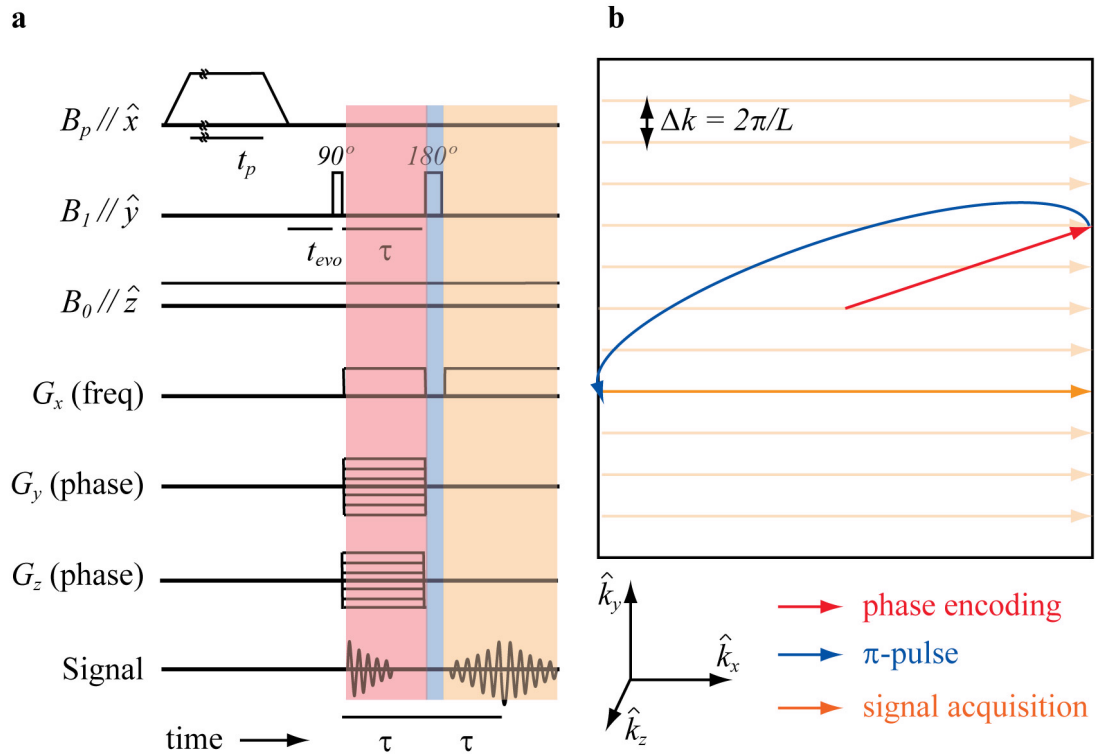 a
b
B_p // x̂
t_p
90°
180°
B_1 // ŷ
t_evo
τ
B_0 // ẑ
G_x (freq)
G_y (phase)
G_z (phase)
Signal
time
τ
τ
Δk = 2π/L
k̂_y
k̂_x
k̂_z
phase encoding
π-pulse
signal acquisition